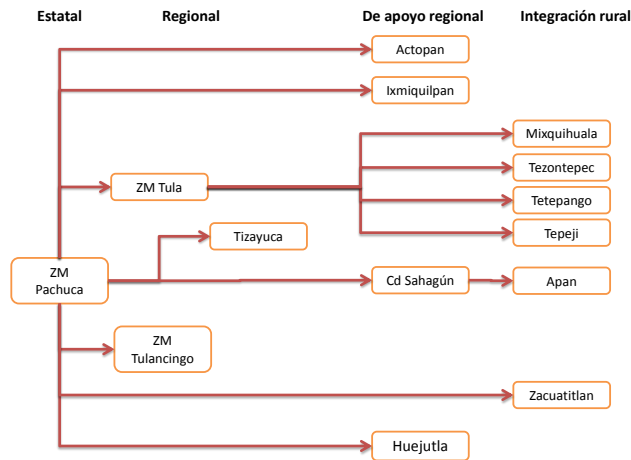 Estatal
Regional
De apoyo regional
Integración rural
Actopan
Ixmiquilpan
Mixquihuala
Tezontepec
ZM Tula
Tetepango
Tizayuca
Tepeji
ZM
Pachuca
Cd Sahagún
Apan
ZM
Tulancingo
Zacuatitlan
Huejutla